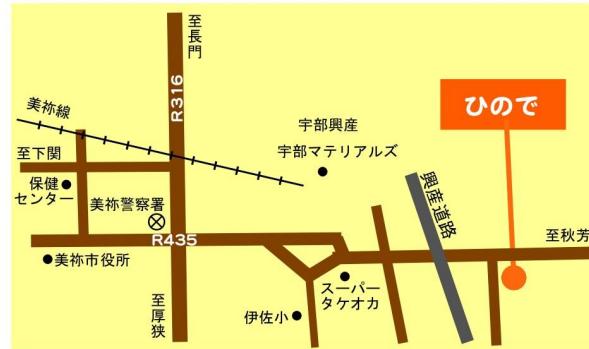 至長門
R316
美祢線
宇部興産
宇部マテリアルズ
ひので
至下関
保健
センター
美祢警察署
興産道路
至秋芳
R435
美祢市役所
スーパー
タケオカ
伊佐小
至厚狭